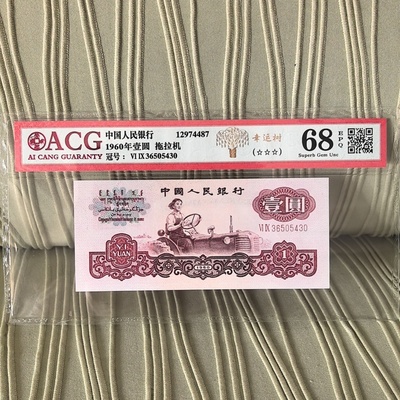 ACG
AI CANG GUARANTY
中国人民银行 12974487
1960年壹圆 拖拉机
冠号: VI IX 36505430
幸运树
(☆☆☆)
68
EPQ
Superb Gem Unc
中國人民銀行
壹圓
VI IX 36505430
YI YUAN
1960
1